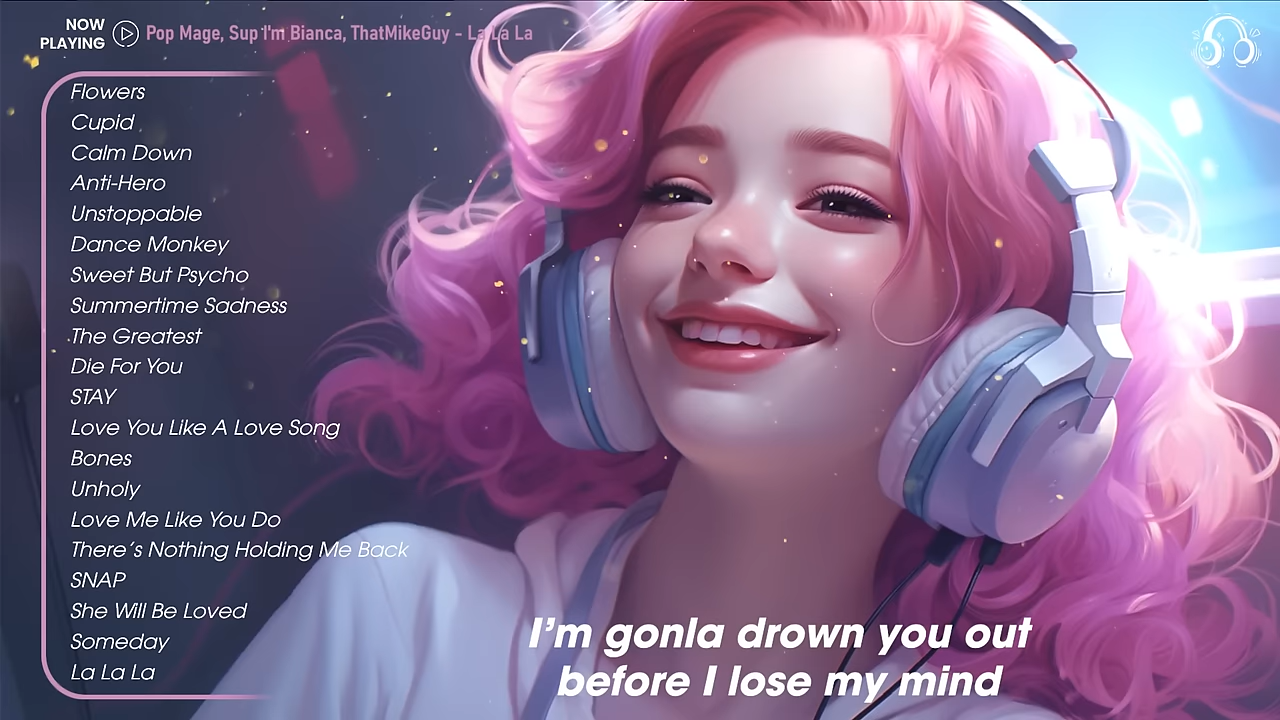 NOW
PLAYING
Pop Mage, Sup I'm Bianca, ThatMikeGuy - La La La
Flowers
Cupid
Calm Down
Anti-Hero
Unstoppable
Dance Monkey
Sweet But Psycho
Summertime Sadness
The Greatest
Die For You
STAY
Love You Like A Love Song
Bones
Unholy
Love Me Like You Do
There´s Nothing Holding Me Back
SNAP
She Will Be Loved
Someday
La La La
I’m gonla drown you out
before I lose my mind